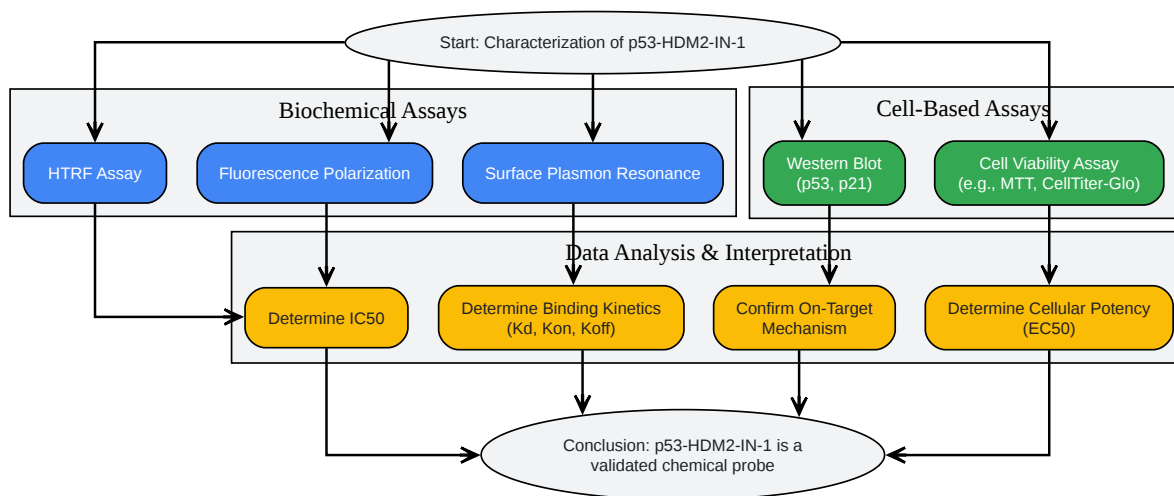 Start: Characterization of p53-HDM2-IN-1
Biochemical Assays
Cell-Based Assays
HTRF Assay
Fluorescence Polarization
Surface Plasmon Resonance
Western Blot
(p53, p21)
Cell Viability Assay
(e.g., MTT, CellTiter-Glo)
Data Analysis & Interpretation
Determine IC50
Determine Binding Kinetics
(Kd, Kon, Koff)
Confirm On-Target
Mechanism
Determine Cellular Potency
(EC50)
Conclusion: p53-HDM2-IN-1 is a
validated chemical probe